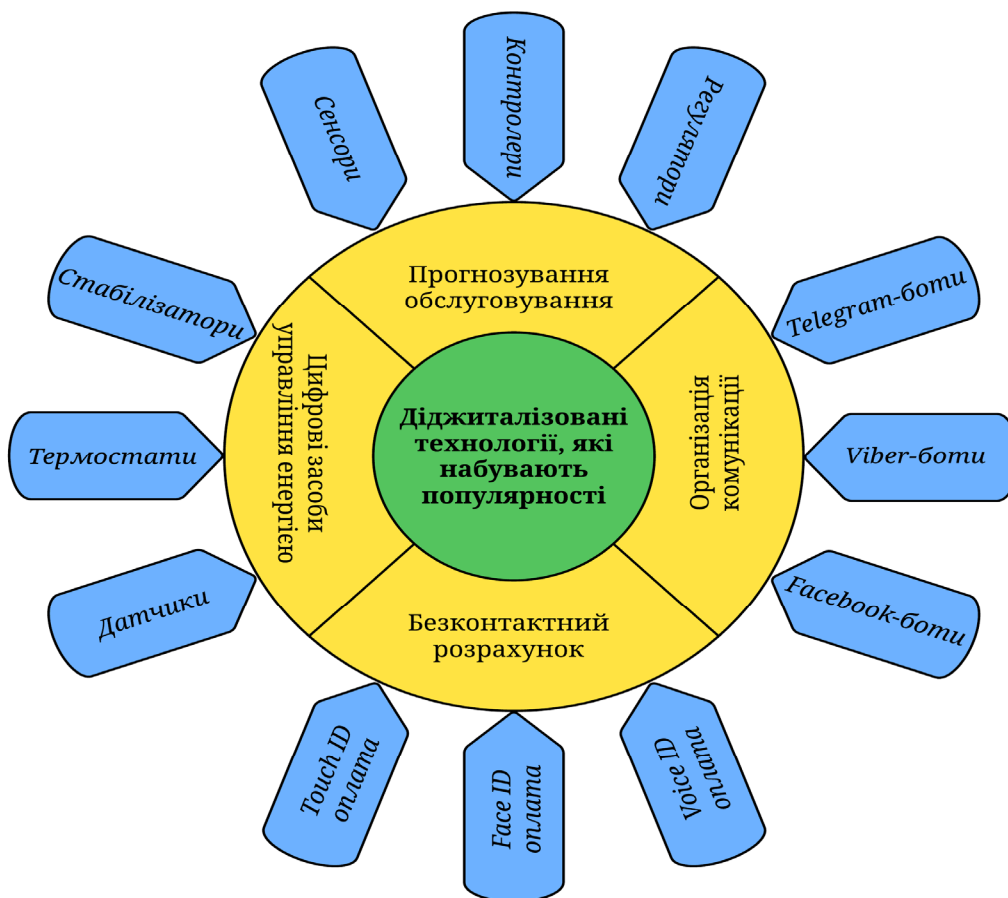 Контролери
Сенсори
Регулятори
Стабілізатори
Telegram-боти
Прогнозування
обслуговування
Цифрові засоби
управління енергією
Діджиталізовані
технології, які
набувають
популярності
Організація
комунікації
Термостати
Viber-боти
Датчики
Facebook-боти
Безконтактний
розрахунок
Touch ID
оплата
Face ID
оплата
Voice ID
оплата